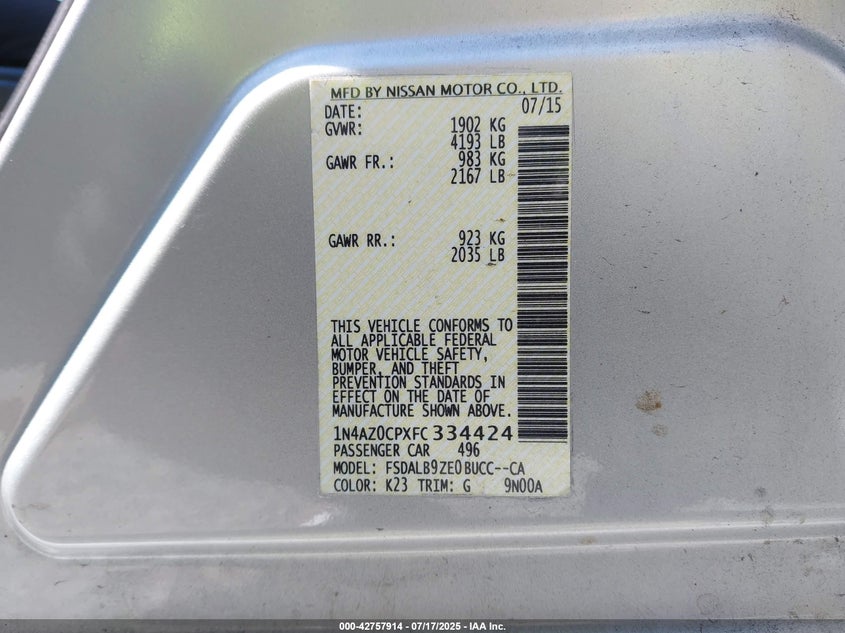 MFD BY NISSAN MOTOR CO., LTD.
DATE: 07/15
GVWR: 1902 KG
4193 LB
GAWR FR.: 983 KG
2167 LB
GAWR RR.: 923 KG
2035 LB
THIS VEHICLE CONFORMS TO
ALL APPLICABLE FEDERAL
MOTOR VEHICLE SAFETY,
BUMPER, AND THEFT
PREVENTION STANDARDS IN
EFFECT ON THE DATE OF
MANUFACTURE SHOWN ABOVE.
1N4AZ0CPXFC334424
PASSENGER CAR 496
MODEL: FSDALB9ZE0BUCC--CA
COLOR: K23 TRIM: G 9N00A
000-42757914 - 07/17/2025 - IAA Inc.